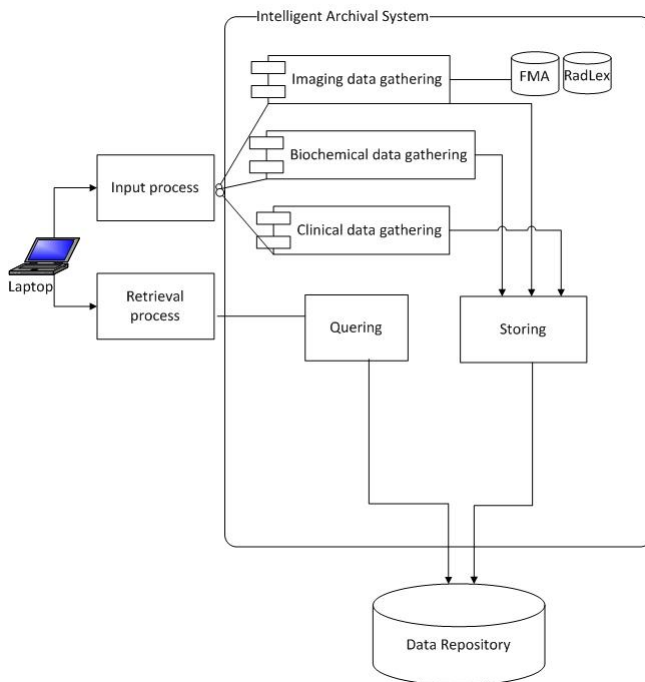 Intelligent Archival System
Imaging data gathering
FMA
RadLex
Biochemical data gathering
Input process
Clinical data gathering
Laptop
Retrieval
process
Quering
Storing
Data Repository